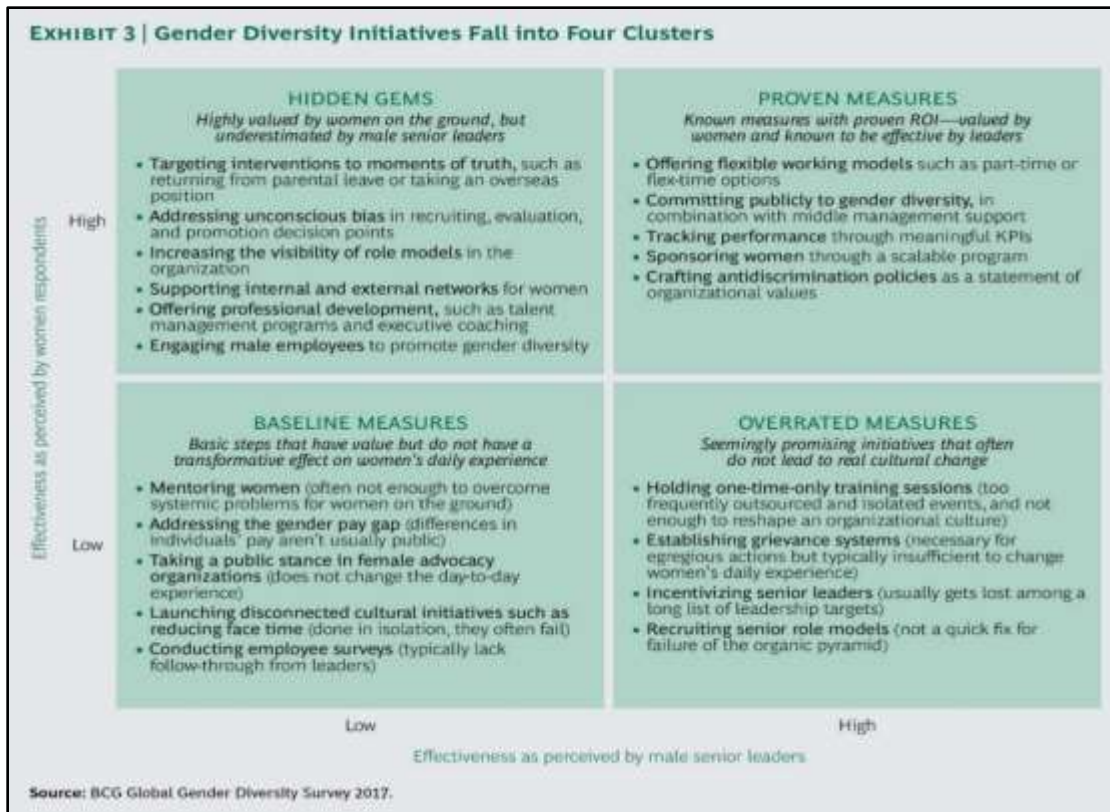 EXHIBIT 3 | Gender Diversity Initiatives Fall into Four Clusters
HIDDEN GEMS
Highly valued by women on the ground, but
underestimated by male senior leaders
• Targeting interventions to moments of truth, such as
returning from parental leave or taking an overseas
position
• Addressing unconscious bias in recruiting, evaluation,
and promotion decision points
• Increasing the visibility of role models in the
organization
• Supporting internal and external networks for women
• Offering professional development, such as talent
management programs and executive coaching
• Engaging male employees to promote gender diversity
PROVEN MEASURES
Known measures with proven ROI—valued by
women and known to be effective by leaders
• Offering flexible working models such as part-time or
flex-time options
• Committing publicly to gender diversity, in
combination with middle management support
• Tracking performance through meaningful KPIs
• Sponsoring women through a scalable program
• Crafting antidiscrimination policies as a statement of
organizational values
High
Effectiveness as perceived by women respondents
Low
BASELINE MEASURES
Basic steps that have value but do not have a
transformative effect on women's daily experience
• Mentoring women (often not enough to overcome
systemic problems for women on the ground)
• Addressing the gender pay gap (differences in
individuals' pay aren't usually public)
• Taking a public stance in female advocacy
organizations (does not change the day-to-day
experience)
• Launching disconnected cultural initiatives such as
reducing face time (done in isolation, they often fail)
• Conducting employee surveys (typically lack
follow-through from leaders)
OVERRATED MEASURES
Seemingly promising initiatives that often
do not lead to real cultural change
• Holding one-time-only training sessions (too
frequently outsourced and isolated events, and not
enough to reshape an organizational culture)
• Establishing grievance systems (necessary for
egregious actions but typically insufficient to change
women's daily experience)
• Incentivizing senior leaders (usually gets lost among a
long list of leadership targets)
• Recruiting senior role models (not a quick fix for
failure of the organic pyramid)
Low
High
Effectiveness as perceived by male senior leaders
Source: BCG Global Gender Diversity Survey 2017.